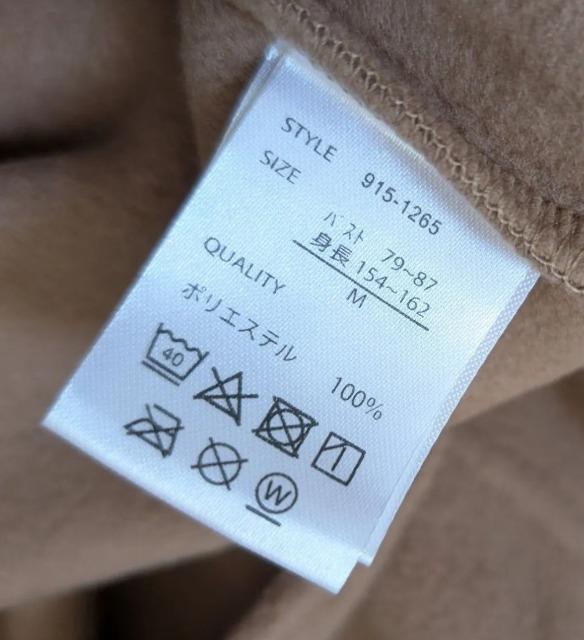 STYLE 915-1265
SIZE
バスト 79~87
身長 154~162
M
QUALITY
ポリエステル 100%
40
W